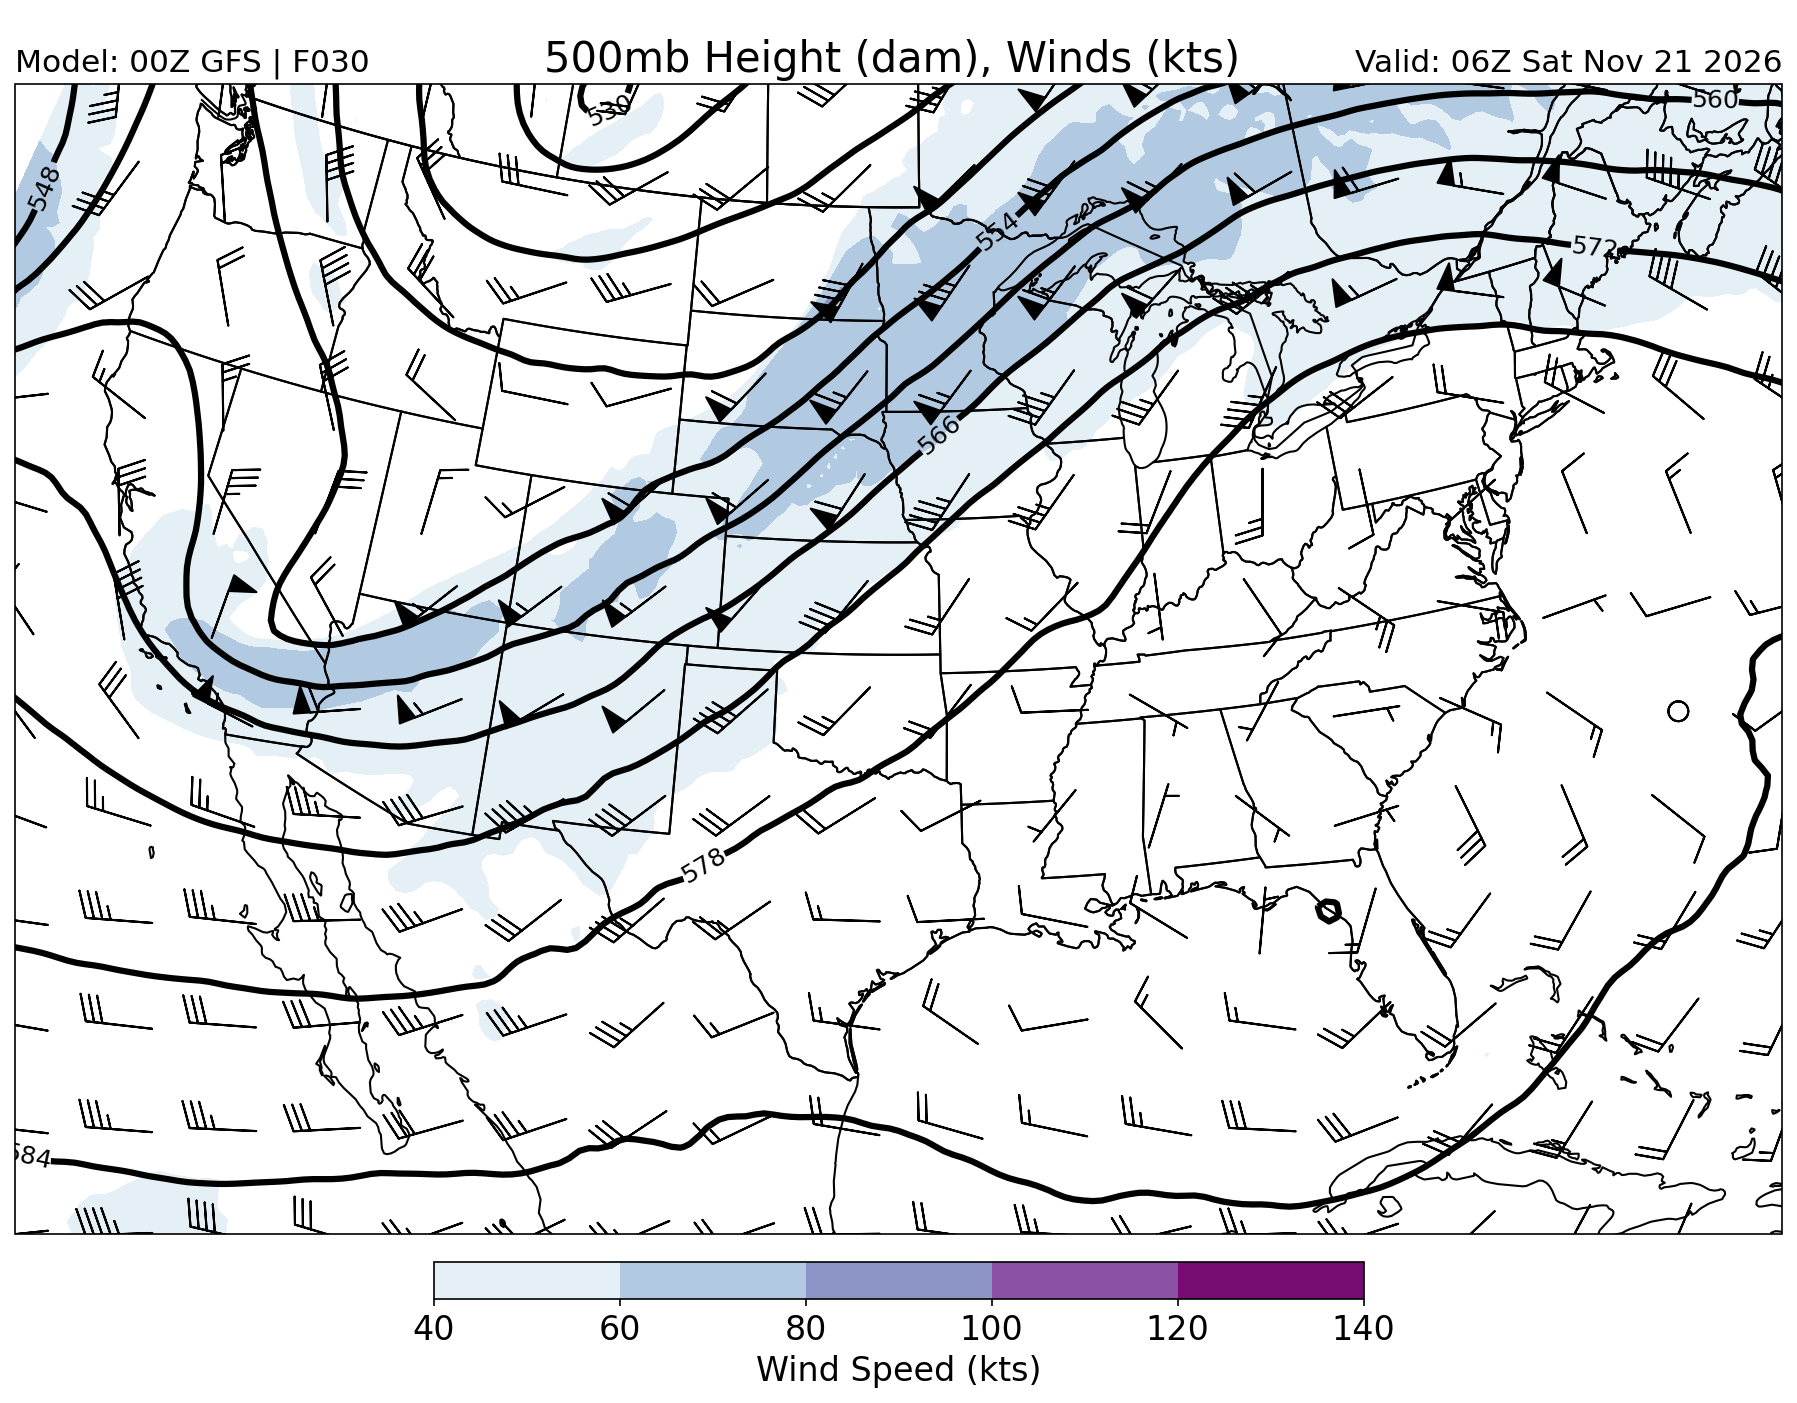 Model: 00Z GFS | F030
500mb Height (dam), Winds (kts)
Valid: 06Z Sat Nov 21 2026
530
560
548
554
572
566
578
584
40 60 80 100 120 140
Wind Speed (kts)